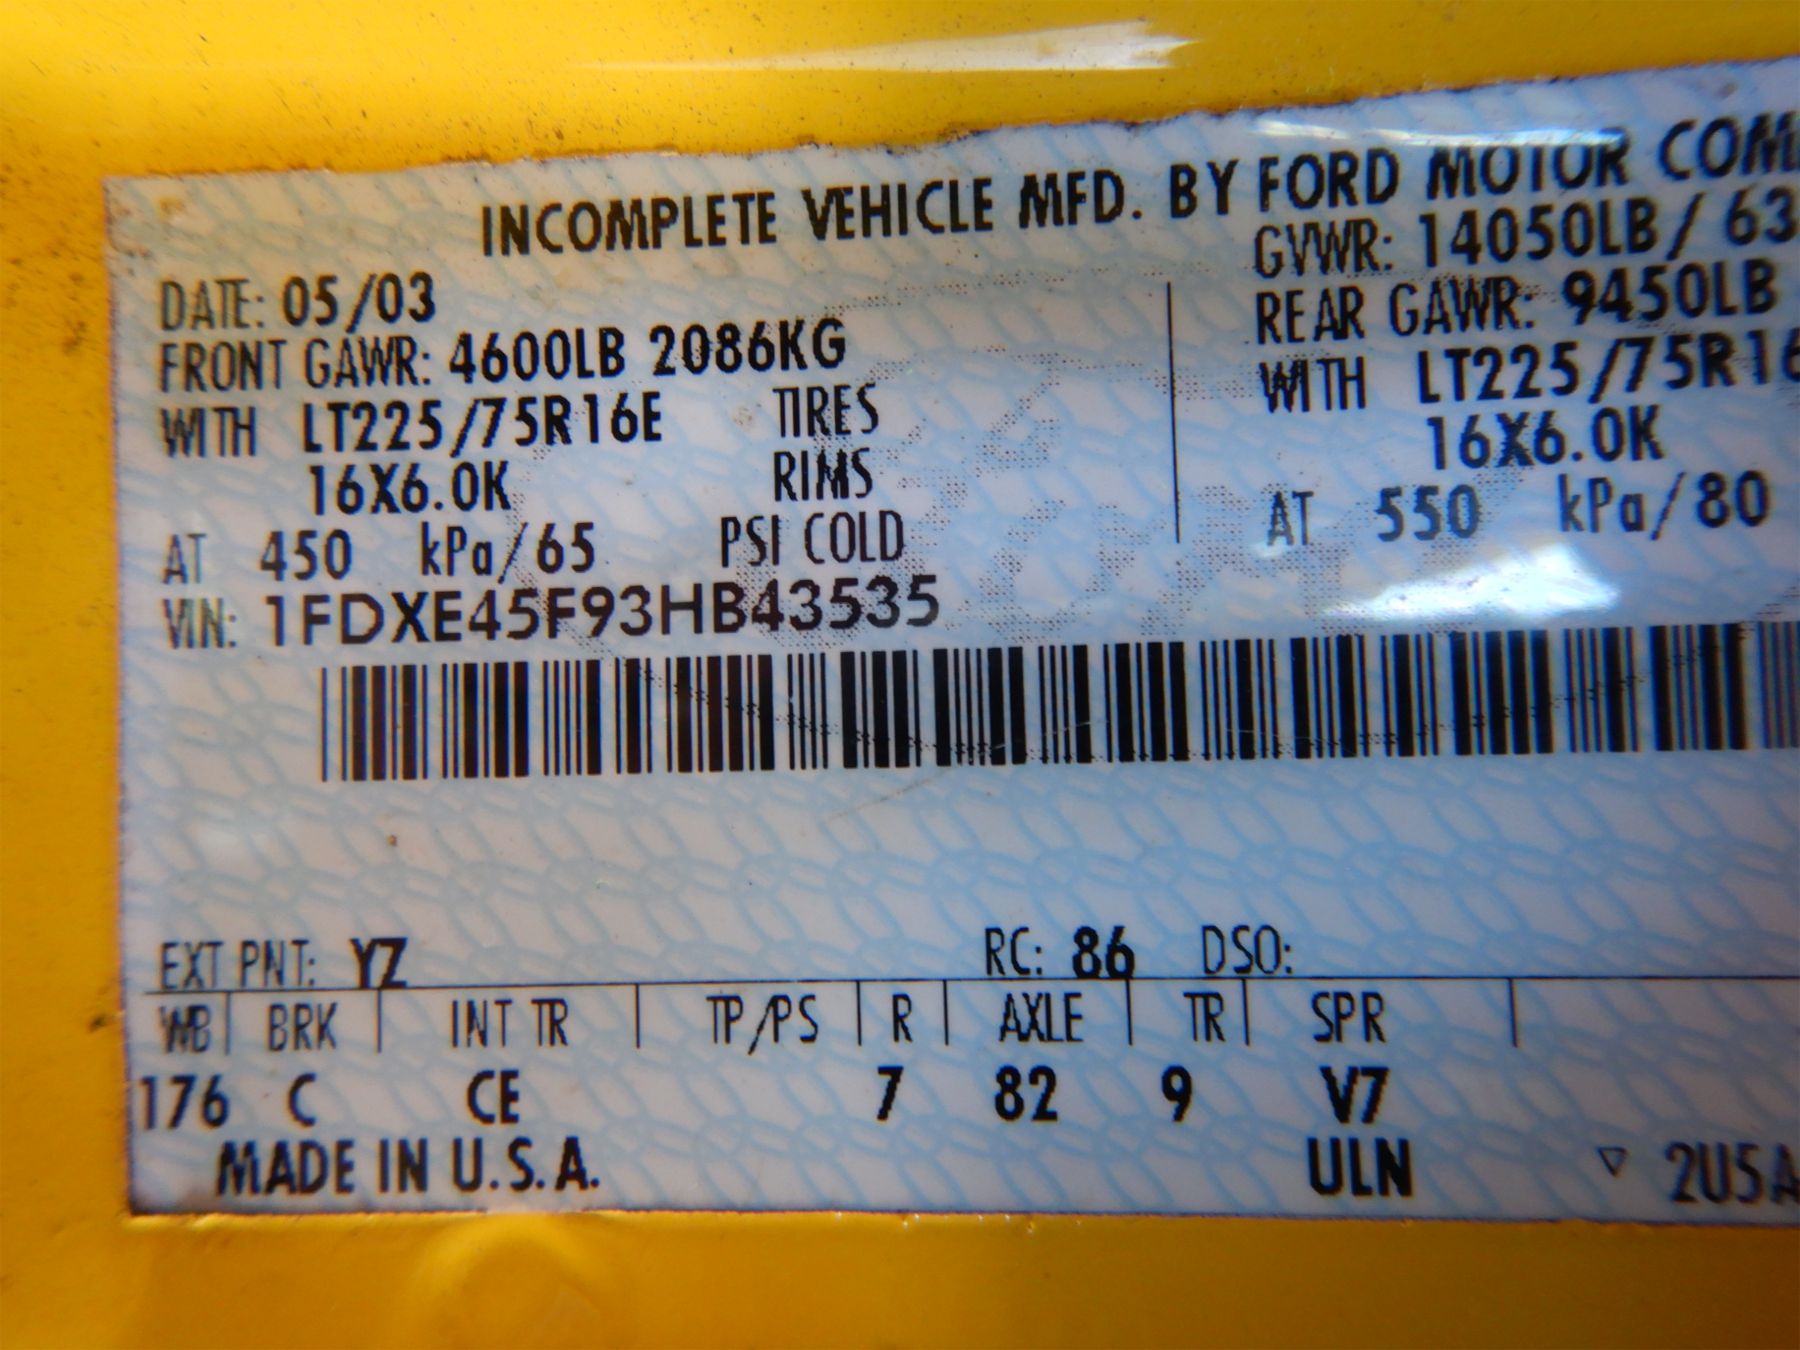 INCOMPLETE VEHICLE MFD. BY FORD MOTOR COM
GVWR: 14050LB/ 63
DATE: 05/03
REAR GAWR: 9450LB
FRONT GAWR: 4600LB 2086KG
WITH LT225/75R16
WITH LT225/75R16E TIRES
16X6.0K
16X6.0K RIMS
AT 550 kPa/80
AT 450 kPa/65 PSI COLD
VIN: 1FDXE45F93HB43535
EXT PNT: YZ RC: 86 DSO:
WB BRK INT TR TP/PS R AXLE TR SPR
176 C CE 7 82 9 V7
MADE IN U.S.A. ULN ▽ 2U5A